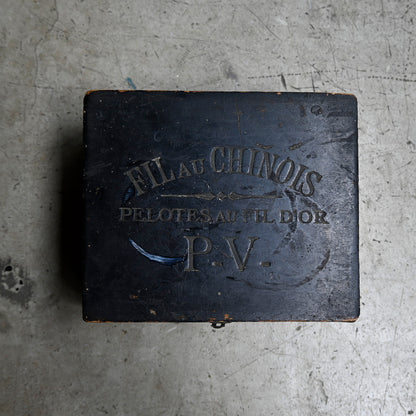 FIL AU CHINOIS
PELOTES AU FIL D'OR
P.V.